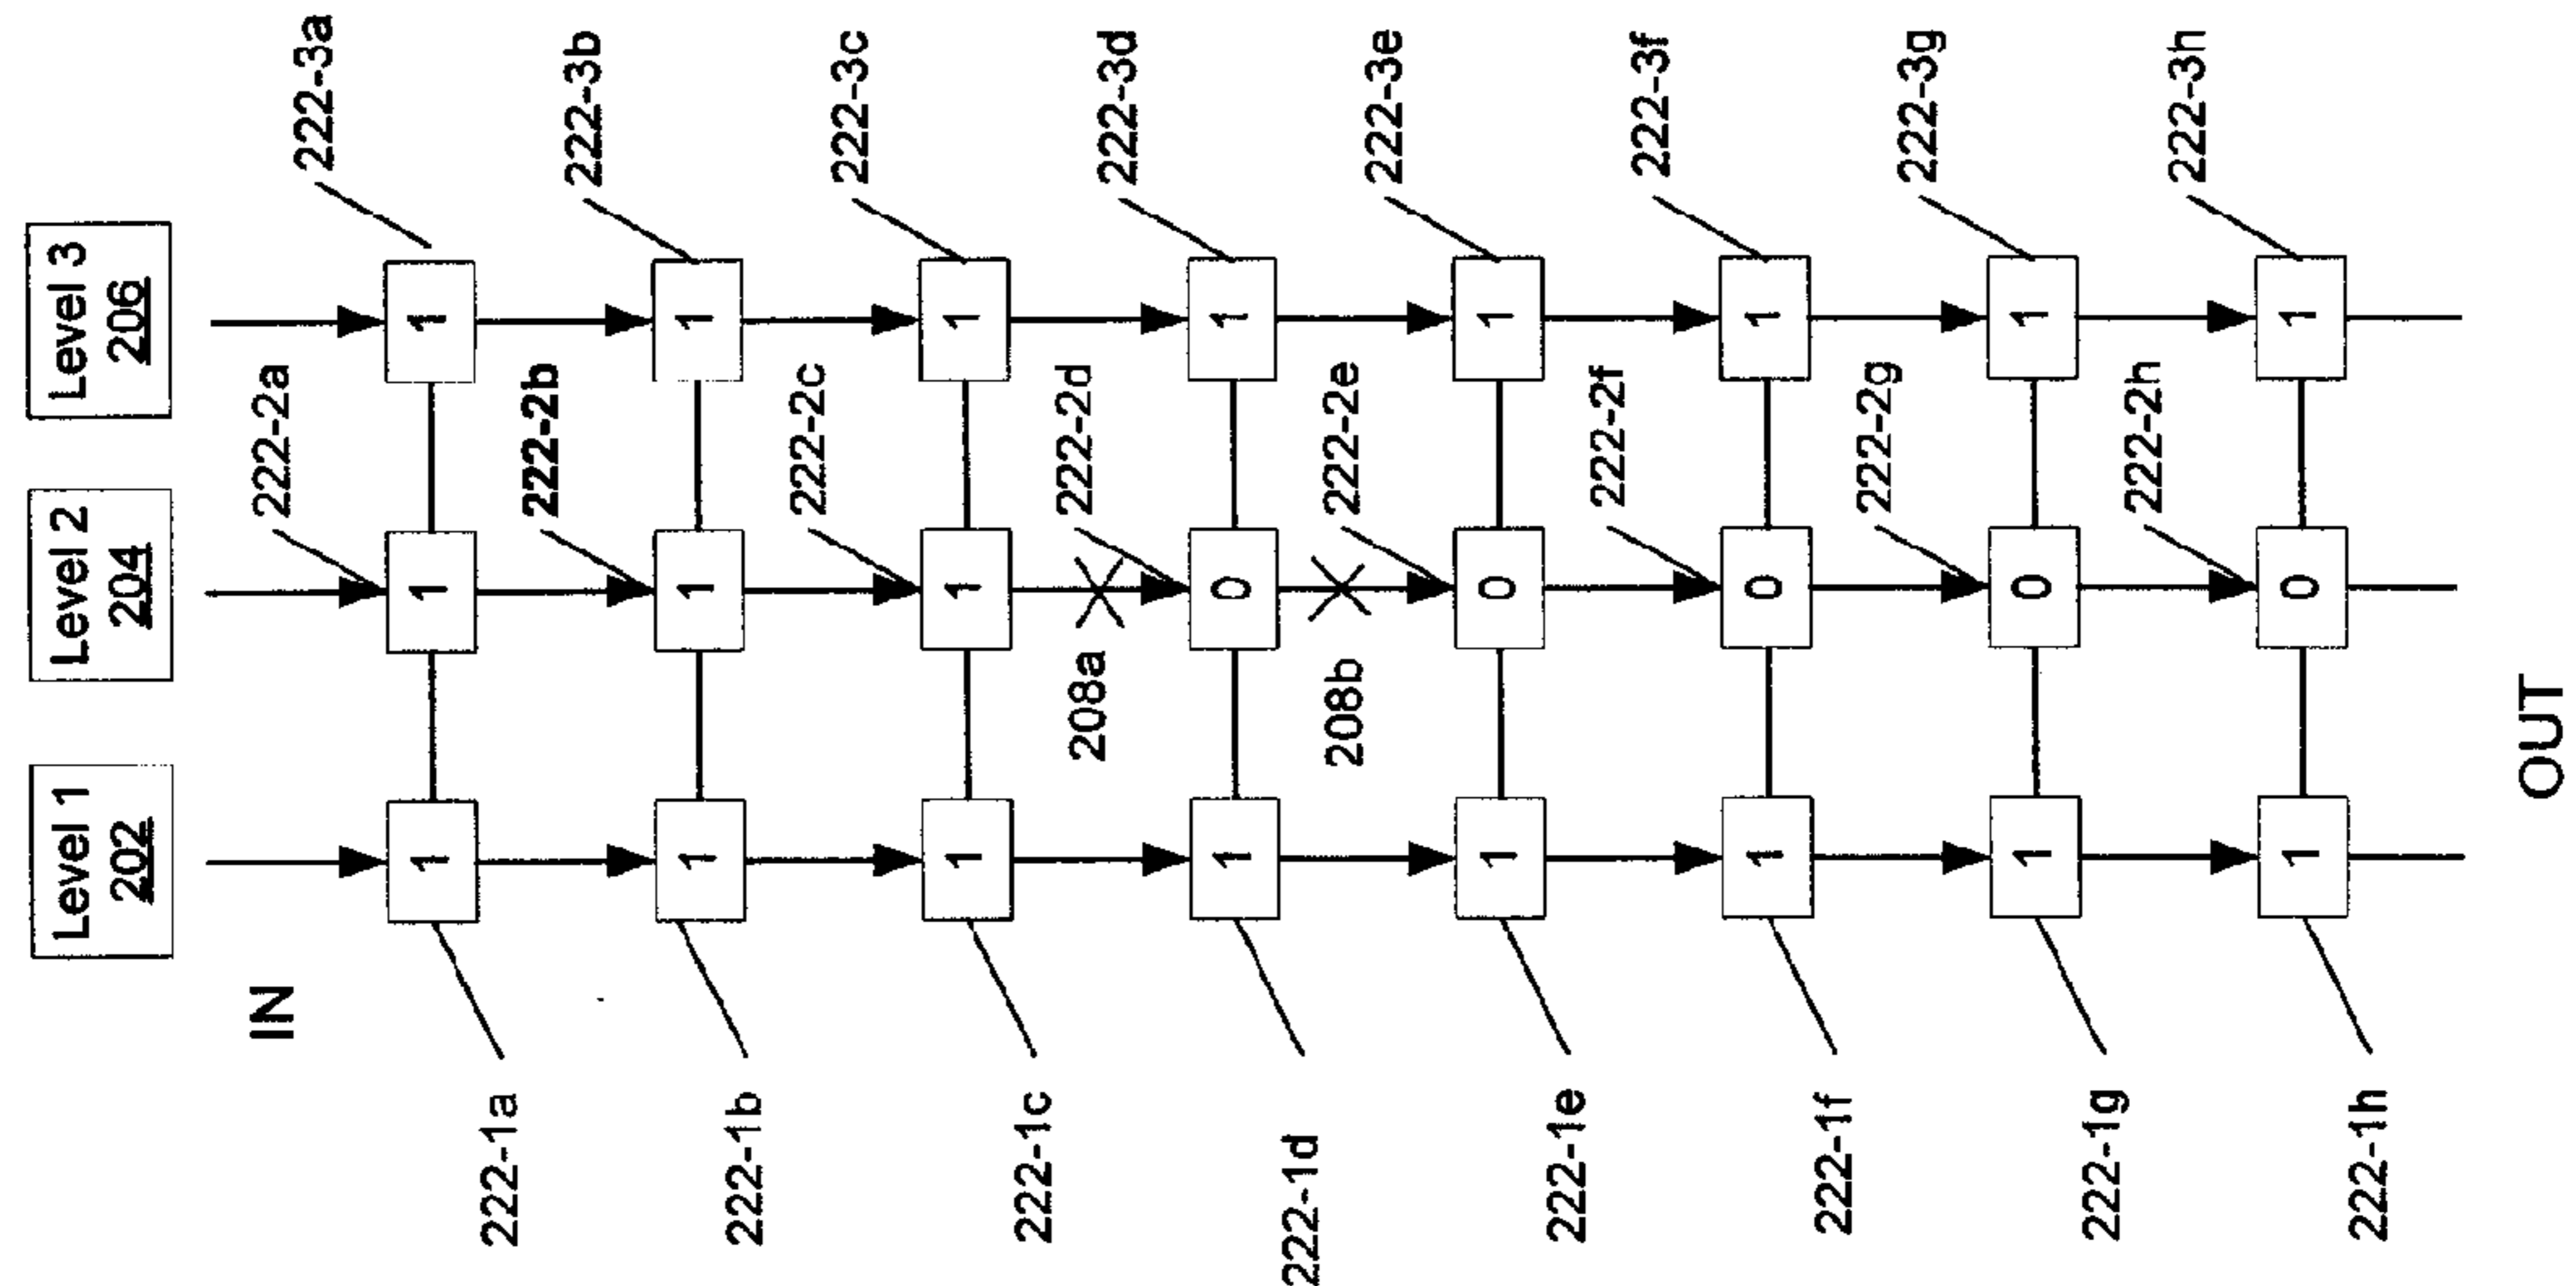 Level 1
202
Level 2
204
Level 3
206
IN
222-1a
1
222-2a
1
222-3a
1
222-1b
1
222-2b
1
222-3b
1
222-1c
1
222-2c
1
222-3c
1
208a
222-1d
1
222-2d
0
222-3d
1
208b
222-1e
1
222-2e
0
222-3e
1
222-1f
1
222-2f
0
222-3f
1
222-1g
1
222-2g
0
222-3g
1
222-1h
1
222-2h
0
222-3h
1
OUT